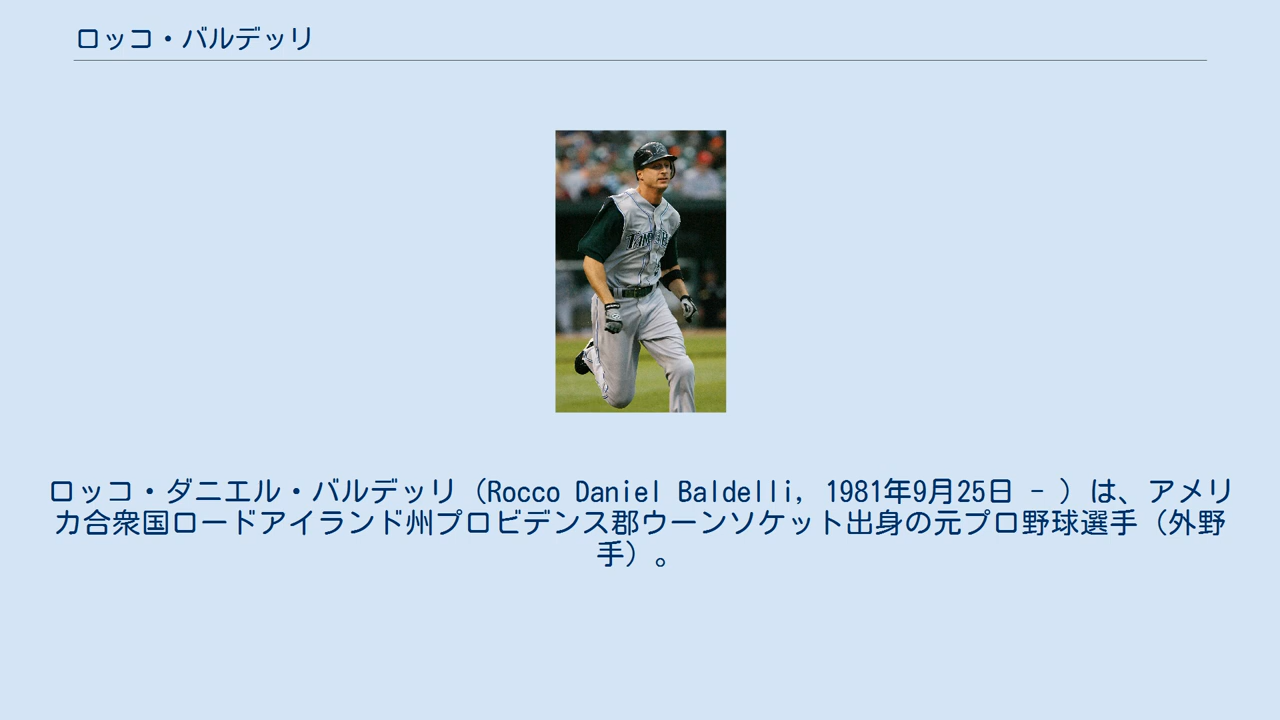 ロッコ・バルデッリ
ロッコ・ダニエル・バルデッリ（Rocco Daniel Baldelli, 1981年9月25日 - ）は、アメリ
カ合衆国ロードアイランド州プロビデンス郡ウーンソケット出身の元プロ野球選手（外野
手）。